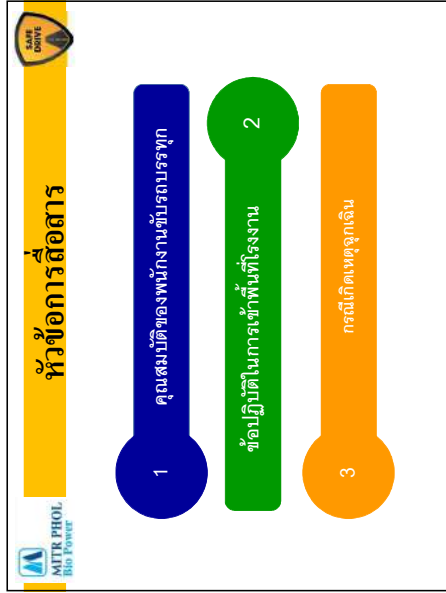 MITR PHOL
Bio Power
หัวข้อการสื่อสาร
SAFE
DRIVE
1
คุณสมบัติของพนักงานขับรถบรรทุก
ข้อปฏิบัติในการเข้าพื้นที่โรงงาน
2
3
กรณีเกิดเหตุฉุกเฉิน